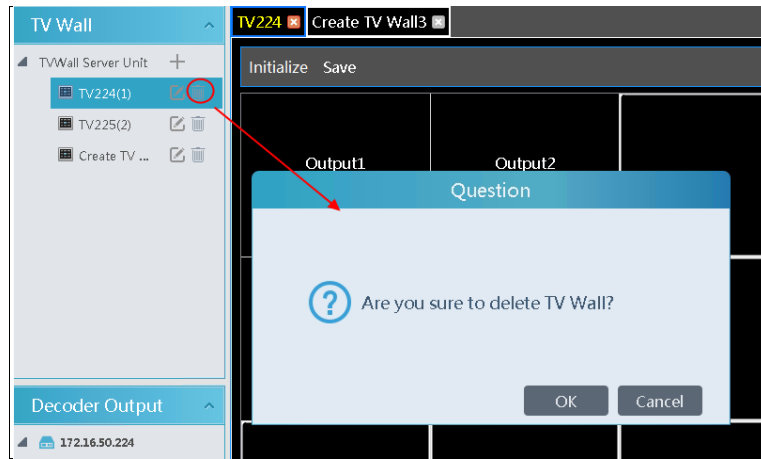 TV Wall
TVWall Server Unit
TV224(1)
TV225(2)
Create TV ...
Decoder Output
172.16.50.224
TV224
Create TV Wall3
Initialize Save
Output1
Output2
Question
Are you sure to delete TV Wall?
OK
Cancel